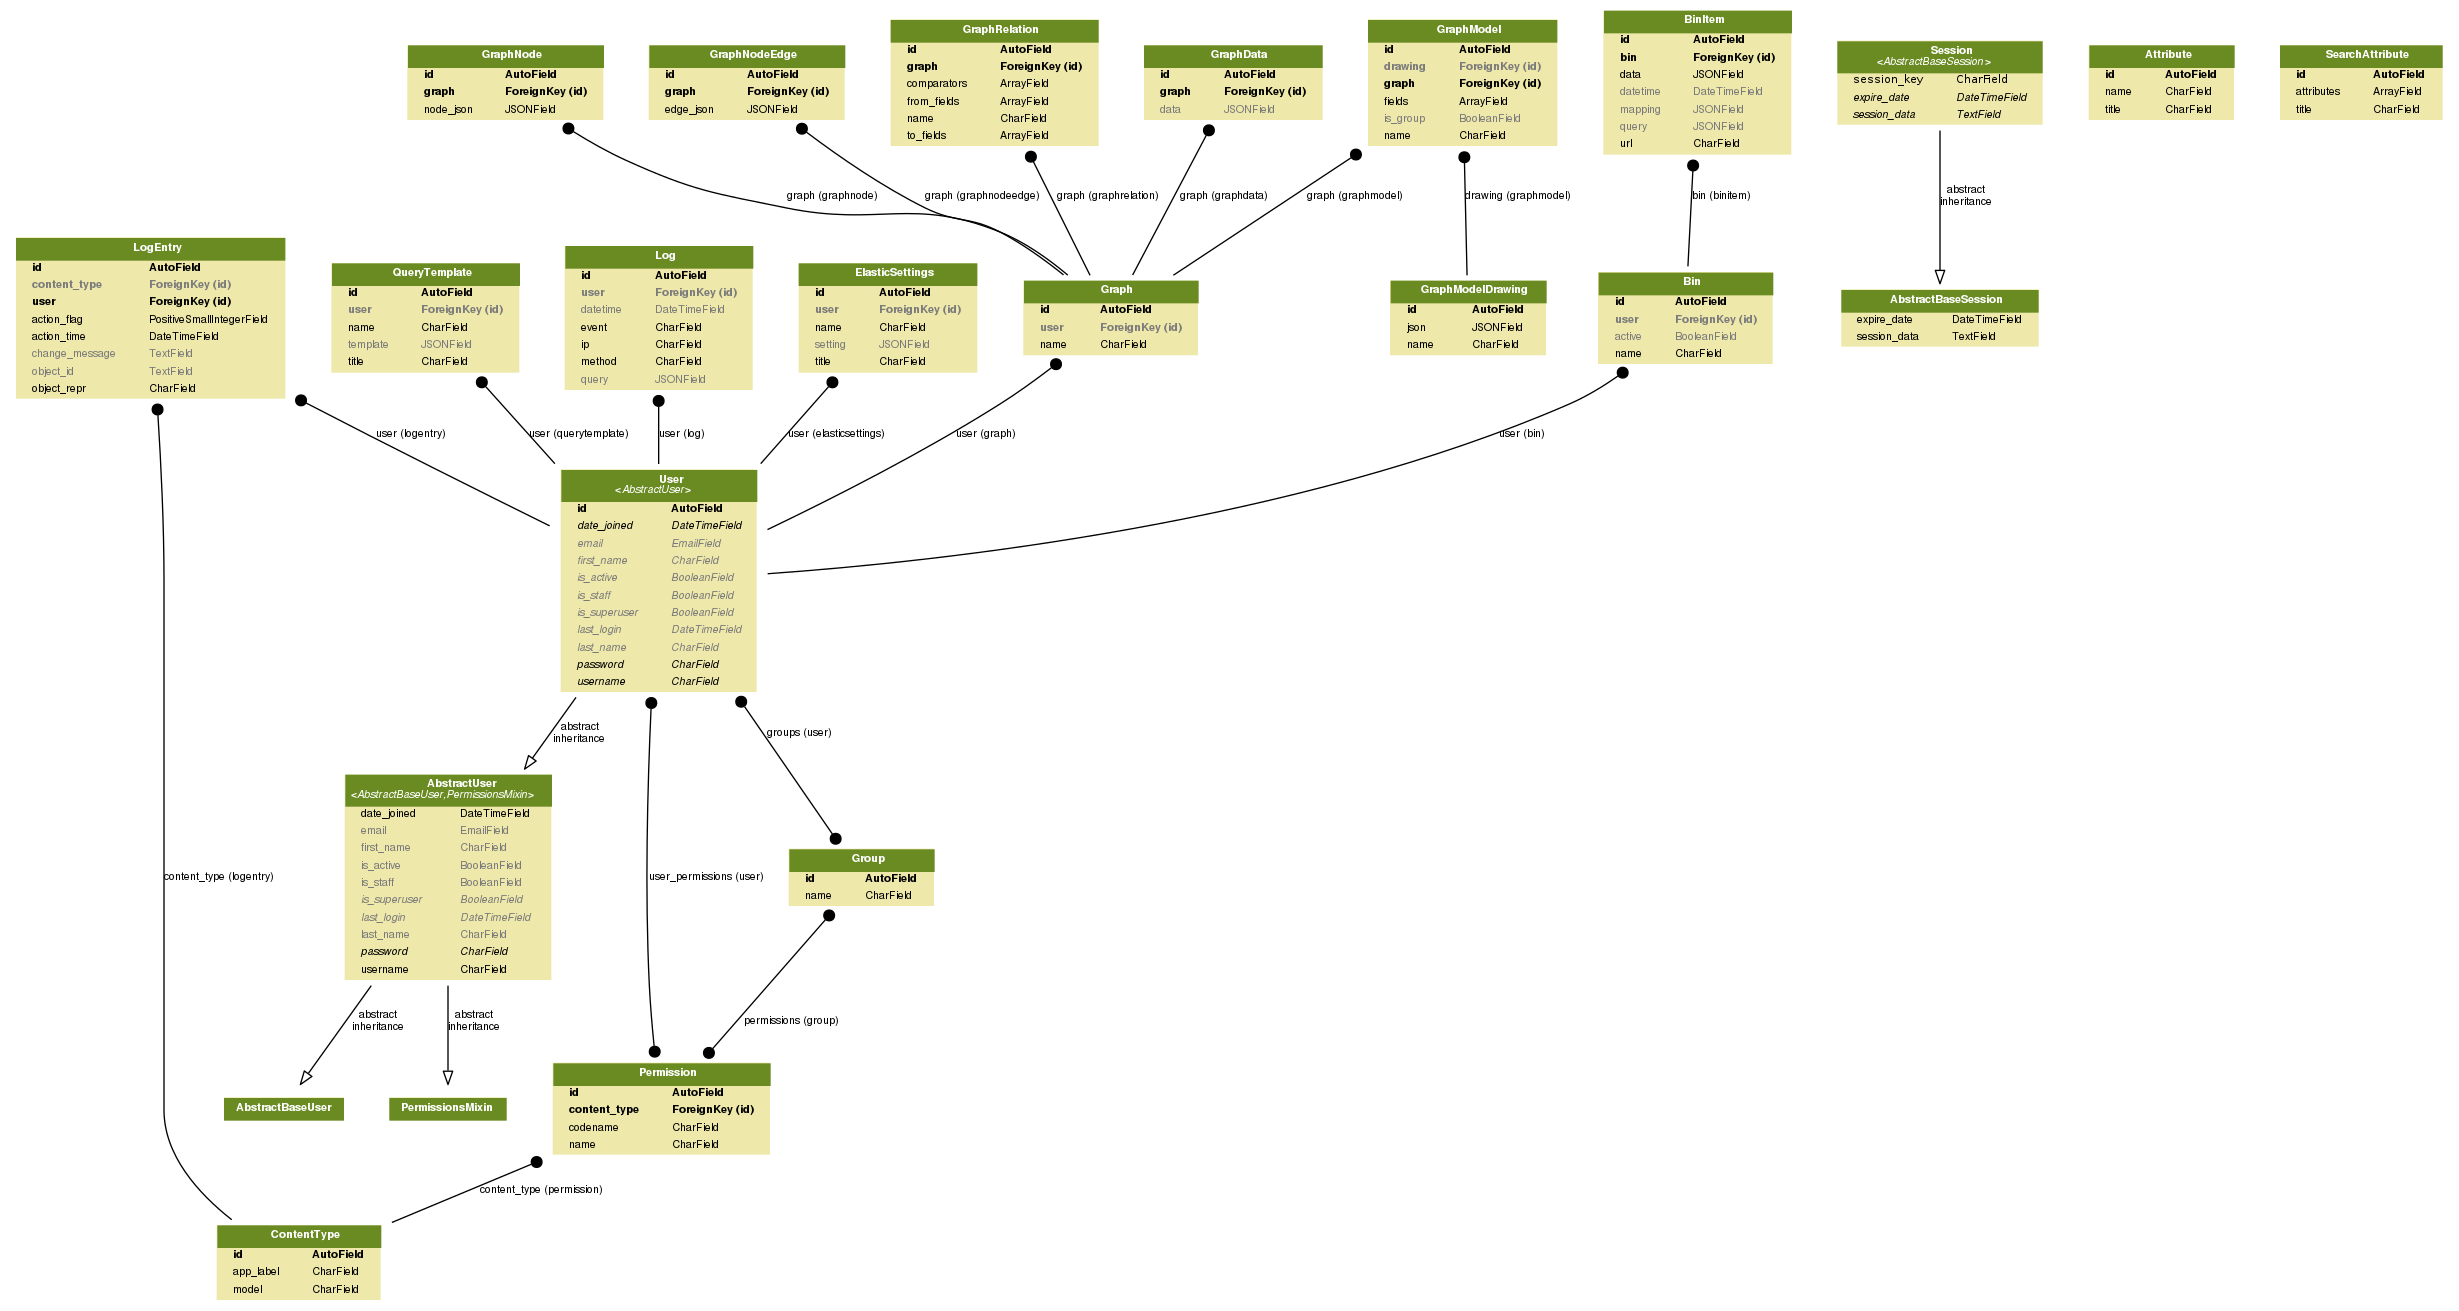 GraphNode
id AutoField
graph ForeignKey (id)
node_json JSONField
GraphNodeEdge
id AutoField
graph ForeignKey (id)
edge_json JSONField
GraphRelation
id AutoField
graph ForeignKey (id)
comparators ArrayField
from_fields ArrayField
name CharField
to_fields ArrayField
GraphData
id AutoField
graph ForeignKey (id)
data JSONField
GraphModel
id AutoField
drawing ForeignKey (id)
graph ForeignKey (id)
fields ArrayField
is_group BooleanField
name CharField
BinItem
id AutoField
bin ForeignKey (id)
data JSONField
datetime DateTimeField
mapping JSONField
query JSONField
url CharField
Session
<AbstractBaseSession>
session_key CharField
expire_date DateTimeField
session_data TextField
Attribute
id AutoField
name CharField
title CharField
SearchAttribute
id AutoField
attributes ArrayField
title CharField
graph (graphnode)
graph (graphnodeedge)
graph (graphrelation)
graph (graphdata)
graph (graphmodel)
drawing (graphmodel)
bin (binitem)
abstract
inheritance
LogEntry
id AutoField
content_type ForeignKey (id)
user ForeignKey (id)
action_flag PositiveSmallIntegerField
action_time DateTimeField
change_message TextField
object_id TextField
object_repr CharField
QueryTemplate
id AutoField
user ForeignKey (id)
name CharField
template JSONField
title CharField
Log
id AutoField
user ForeignKey (id)
datetime DateTimeField
event CharField
ip CharField
method CharField
query JSONField
ElasticSettings
id AutoField
user ForeignKey (id)
name CharField
setting JSONField
title CharField
Graph
id AutoField
user ForeignKey (id)
name CharField
GraphModelDrawing
id AutoField
json JSONField
name CharField
Bin
id AutoField
user ForeignKey (id)
active BooleanField
name CharField
AbstractBaseSession
expire_date DateTimeField
session_data TextField
user (logentry)
user (querytemplate)
user (log)
user (elasticsettings)
user (graph)
user (bin)
User
<AbstractUser>
id AutoField
date_joined DateTimeField
email EmailField
first_name CharField
is_active BooleanField
is_staff BooleanField
is_superuser BooleanField
last_login DateTimeField
last_name CharField
password CharField
username CharField
abstract
inheritance
groups (user)
AbstractUser
<AbstractBaseUser,PermissionsMixin>
date_joined DateTimeField
email EmailField
first_name CharField
is_active BooleanField
is_staff BooleanField
is_superuser BooleanField
last_login DateTimeField
last_name CharField
password CharField
username CharField
content_type (logentry)
user_permissions (user)
Group
id AutoField
name CharField
abstract
inheritance
abstract
inheritance
permissions (group)
AbstractBaseUser
PermissionsMixin
Permission
id AutoField
content_type ForeignKey (id)
codename CharField
name CharField
content_type (permission)
ContentType
id AutoField
app_label CharField
model CharField